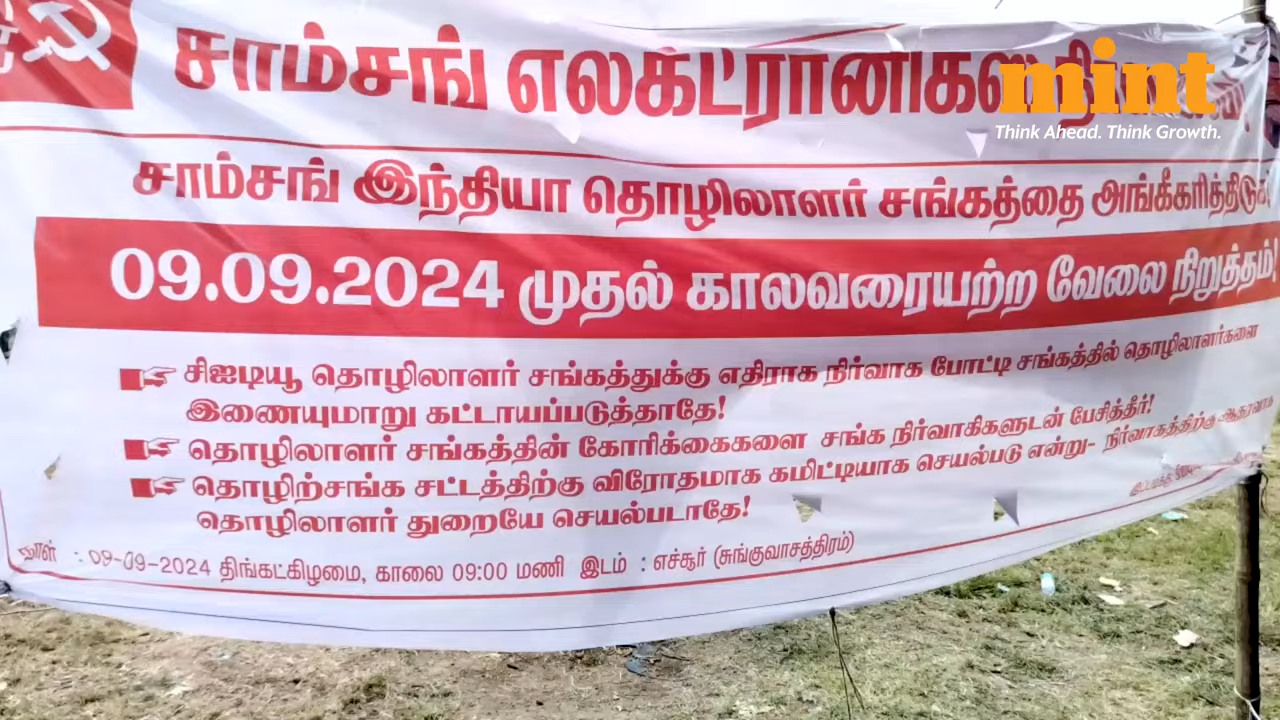 சாம்சங் எலக்ட்ரானிக்ஸ்
mint
Think Ahead. Think Growth.
சாம்சங் இந்தியா தொழிலாளர் சங்கத்தை அங்கீகரித்திடு
09.09.2024 முதல் காலவரையற்ற வேலை நிறுத்தம்!
சிஐடியூ தொழிலாளர் சங்கத்துக்கு எதிராக நிர்வாக போட்டி சங்கத்தில் தொழிலாளர்களை
இணையுமாறு கட்டாயப்படுத்தாதே!
தொழிலாளர் சங்கத்தின் கோரிக்கைகளை சங்க நிர்வாகிகளுடன் பேசித்தீர்!
தொழிற்சங்க சட்டத்திற்கு விரோதமாக கமிட்டியாக செயல்படு என்று- நிர்வாகத்திற்கு ஆதரவாக
தொழிலாளர் துறையே செயல்படாதே!
நாள் : 09-09-2024 திங்கட்கிழமை, காலை 09:00 மணி இடம் : எச்சூர் (சுங்குவாசத்திரம்)